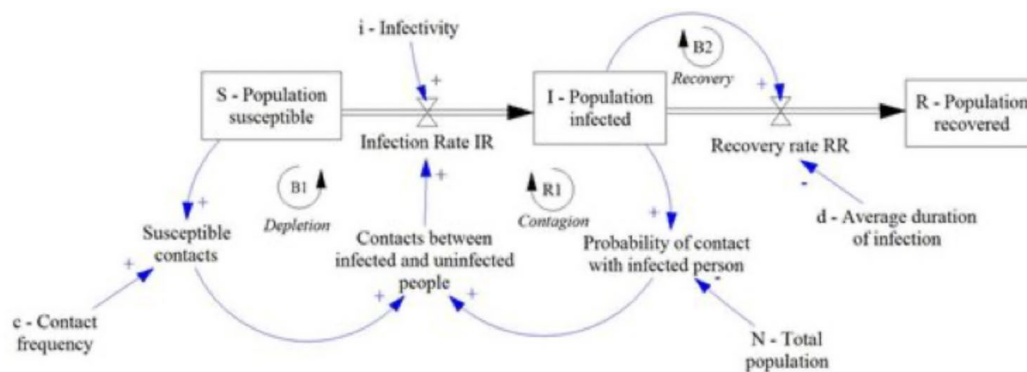 i - Infectivity
+
B2
Recovery
+
S - Population
susceptible
I - Population
infected
R - Population
recovered
Infection Rate IR
Recovery rate RR
+
B1
Depletion
R1
Contagion
-
+
+
d - Average duration
of infection
Susceptible
contacts
Contacts between
infected and uninfected
people
Probability of contact
with infected person
+
+
+
-
c - Contact
frequency
N - Total
population